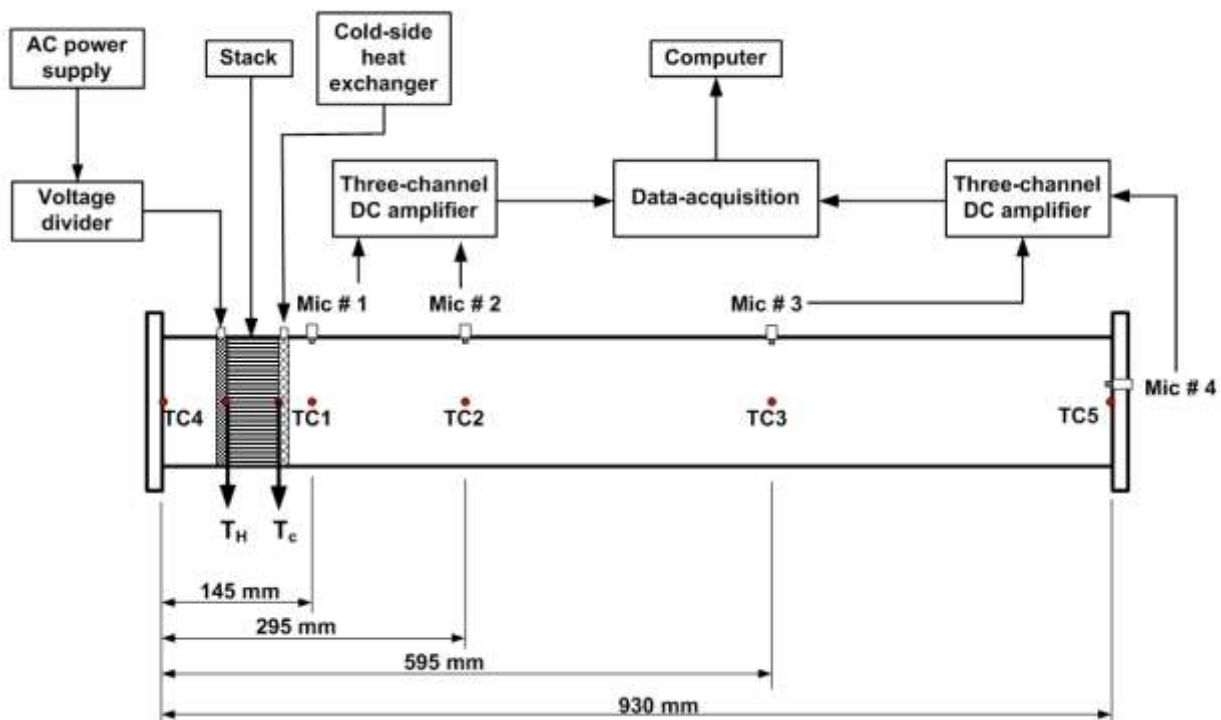 AC power
supply
Stack
Cold-side
heat
exchanger
Computer
Voltage
divider
Three-channel
DC amplifier
Data-acquisition
Three-channel
DC amplifier
Mic # 1
Mic # 2
Mic # 3
Mic # 4
TC4
TC1
TC2
TC3
TC5
T_H
T_c
145 mm
295 mm
595 mm
930 mm